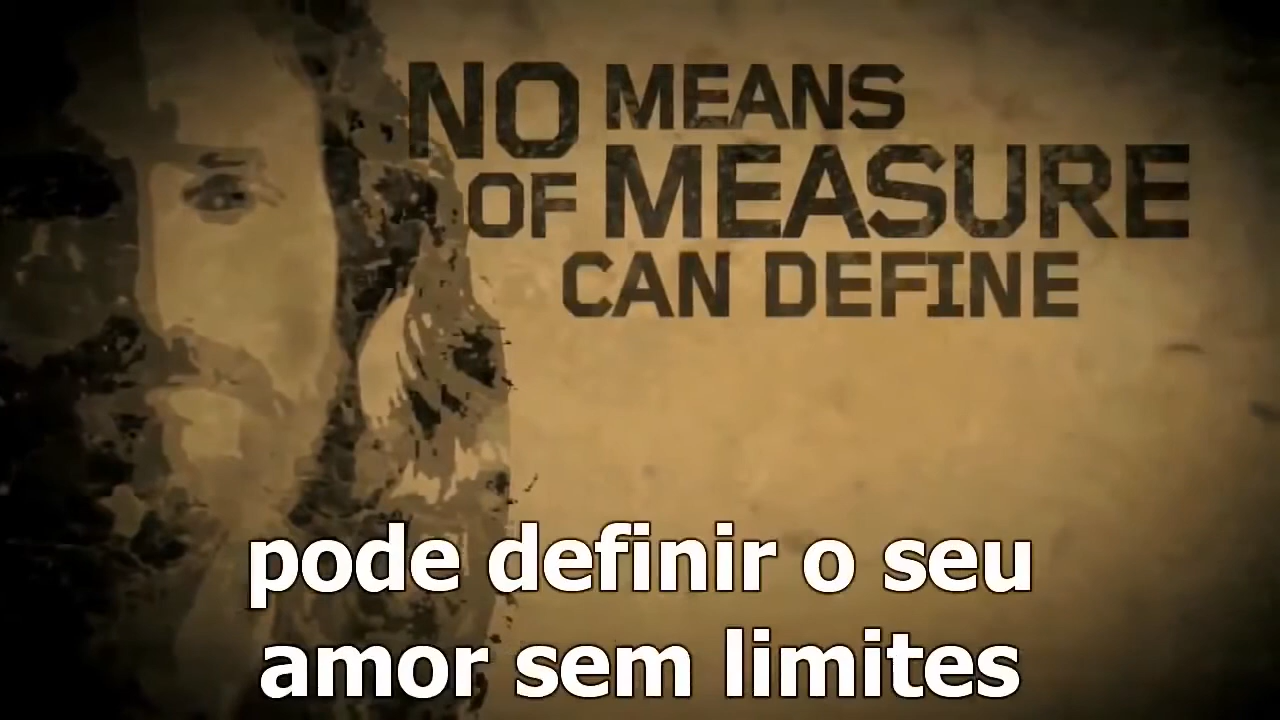 NO MEANS
OF MEASURE
CAN DEFINE
pode definir o seu
amor sem limites